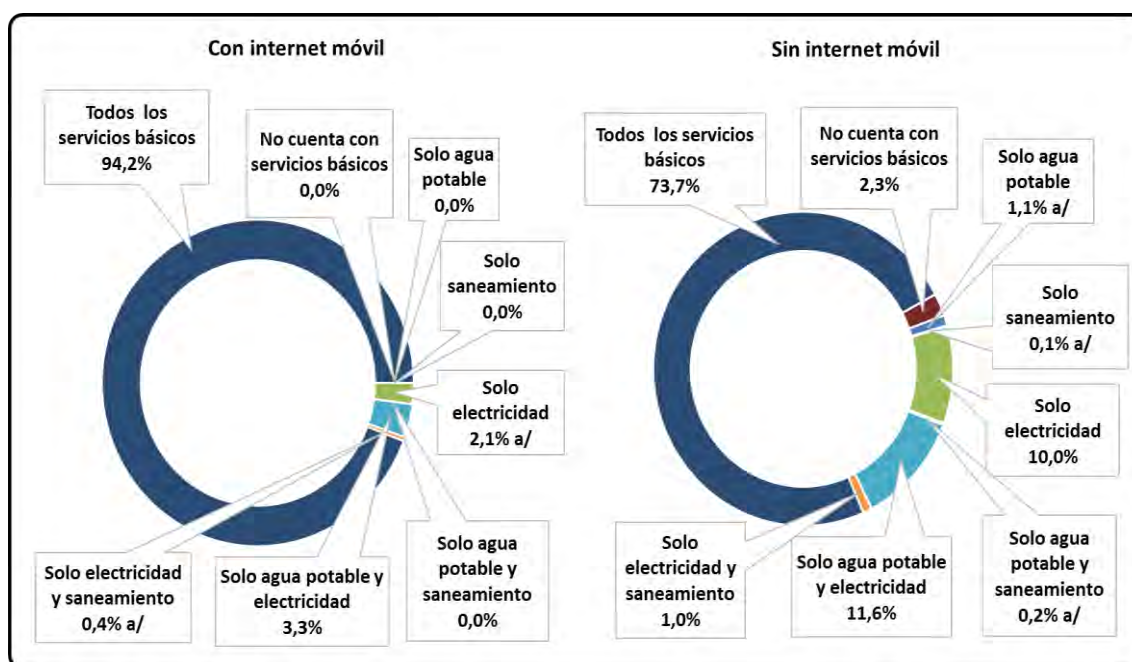 Con internet móvil
Todos los
servicios básicos
94,2%
No cuenta con
servicios básicos
0,0%
Solo agua
potable
0,0%
Solo
saneamiento
0,0%
Solo
electricidad
2,1% a/
Solo agua
potable y
saneamiento
0,0%
Solo agua potable y
electricidad
3,3%
Solo electricidad
y saneamiento
0,4% a/
Sin internet móvil
Todos los servicios
básicos
73,7%
No cuenta con
servicios básicos
2,3%
Solo agua
potable
1,1% a/
Solo
saneamiento
0,1% a/
Solo
electricidad
10,0%
Solo agua
potable y
saneamiento
0,2% a/
Solo agua potable
y electricidad
11,6%
Solo
electricidad y
saneamiento
1,0%